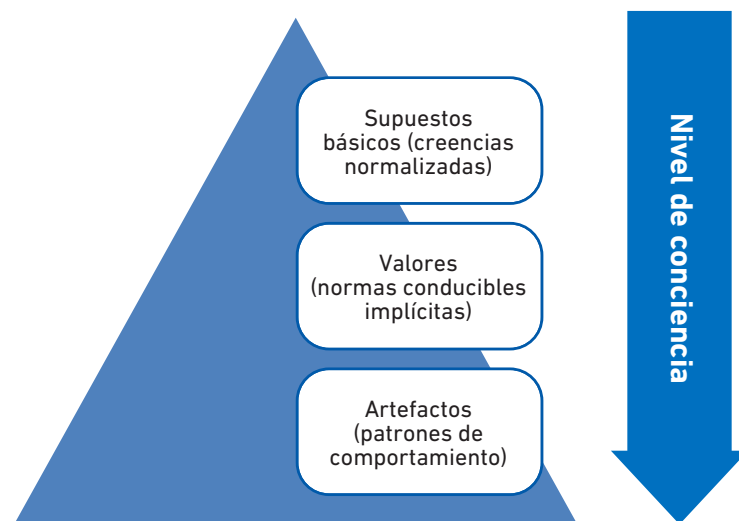 Supuestos
básicos (creencias
normalizadas)
Valores
(normas conducibles
implícitas)
Artefactos
(patrones de
comportamiento)
Nivel de conciencia